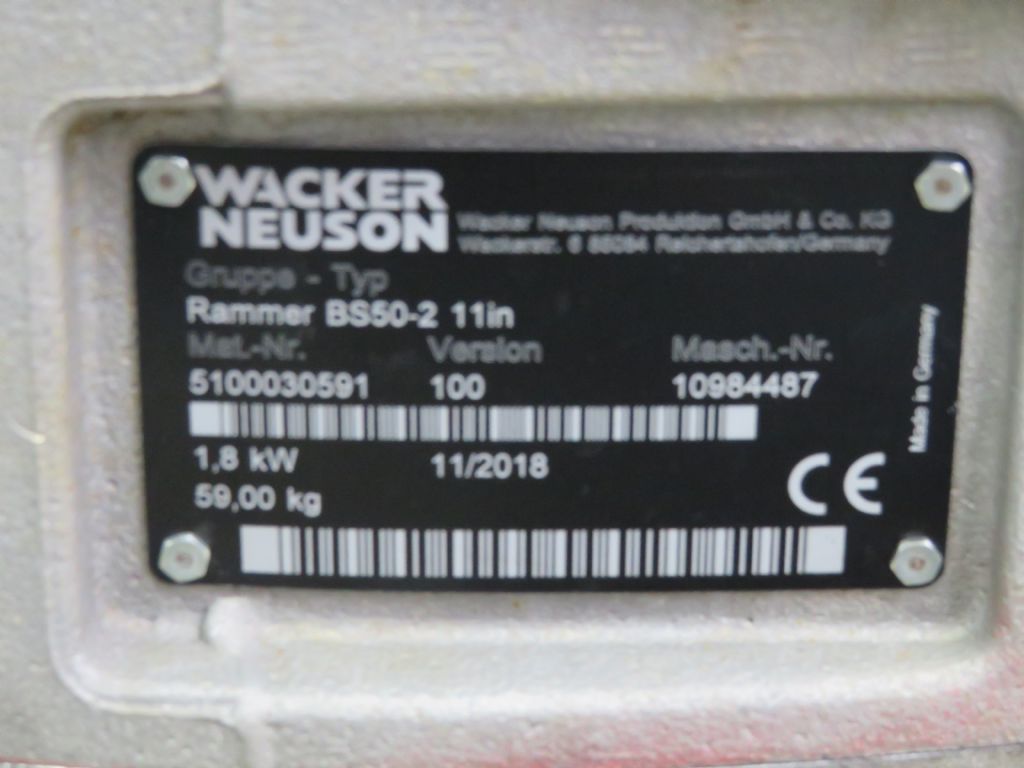 WACKER
NEUSON
Wacker Neuson Produktion GmbH & Co. KG
Wackerstr. 6 85084 Reichertshofen/Germany
Gruppe - Typ
Rammer BS50-2 11in
Mat.-Nr. Version Masch.-Nr.
5100030591 100 10984487
1,8 kW 11/2018
59,00 kg
CE
Made in Germany